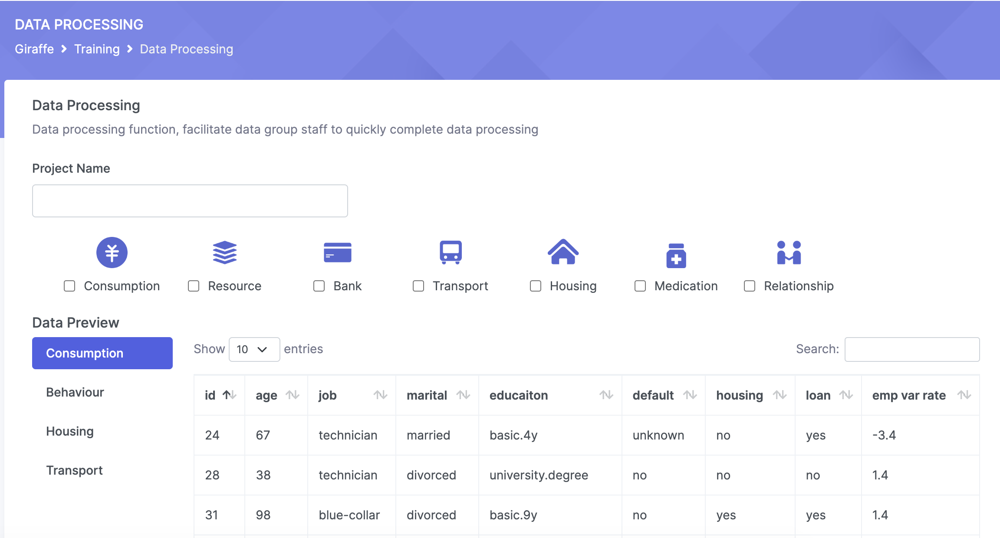 DATA PROCESSING
Giraffe > Training > Data Processing
Data Processing
Data processing function, facilitate data group staff to quickly complete data processing
Project Name
Consumption Resource Bank Transport Housing Medication Relationship
Data Preview
Consumption
Behaviour
Housing
Transport
Show 10 entries Search:
id age job marital educaiton default housing loan emp var rate
24 67 technician married basic.4y unknown no yes -3.4
28 38 technician divorced university.degree no no no 1.4
31 98 blue-collar divorced basic.9y no yes yes 1.4